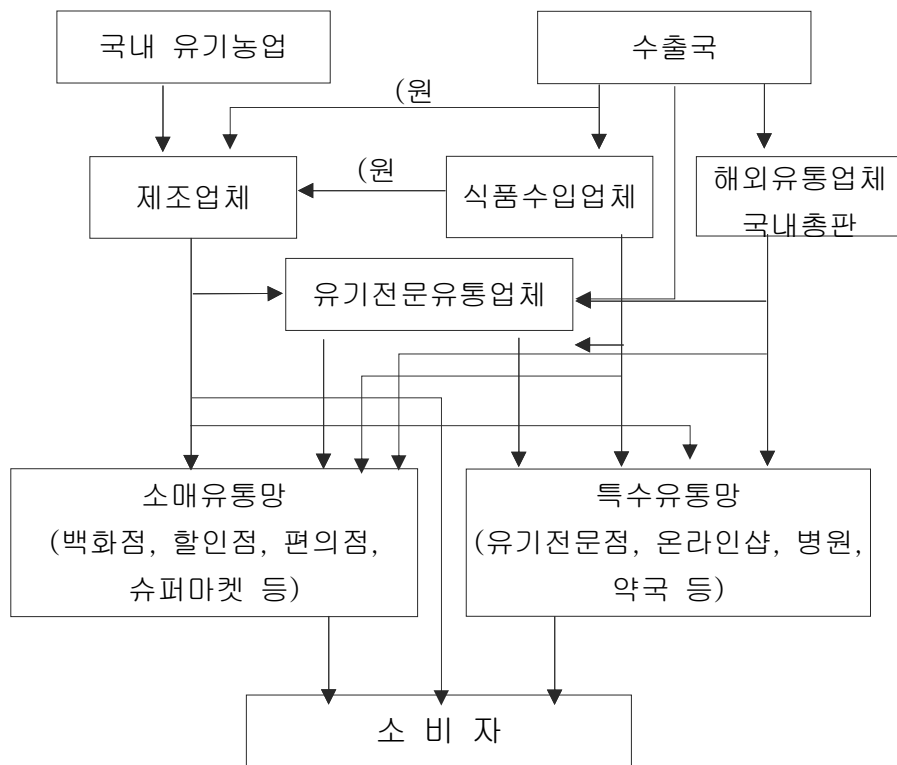 국내 유기농업
수출국
(원
(원
제조업체
식품수입업체
해외유통업체
국내총판
유기전문유통업체
소매유통망
(백화점, 할인점, 편의점,
슈퍼마켓 등)
특수유통망
(유기전문점, 온라인샵, 병원,
약국 등)
소 비 자